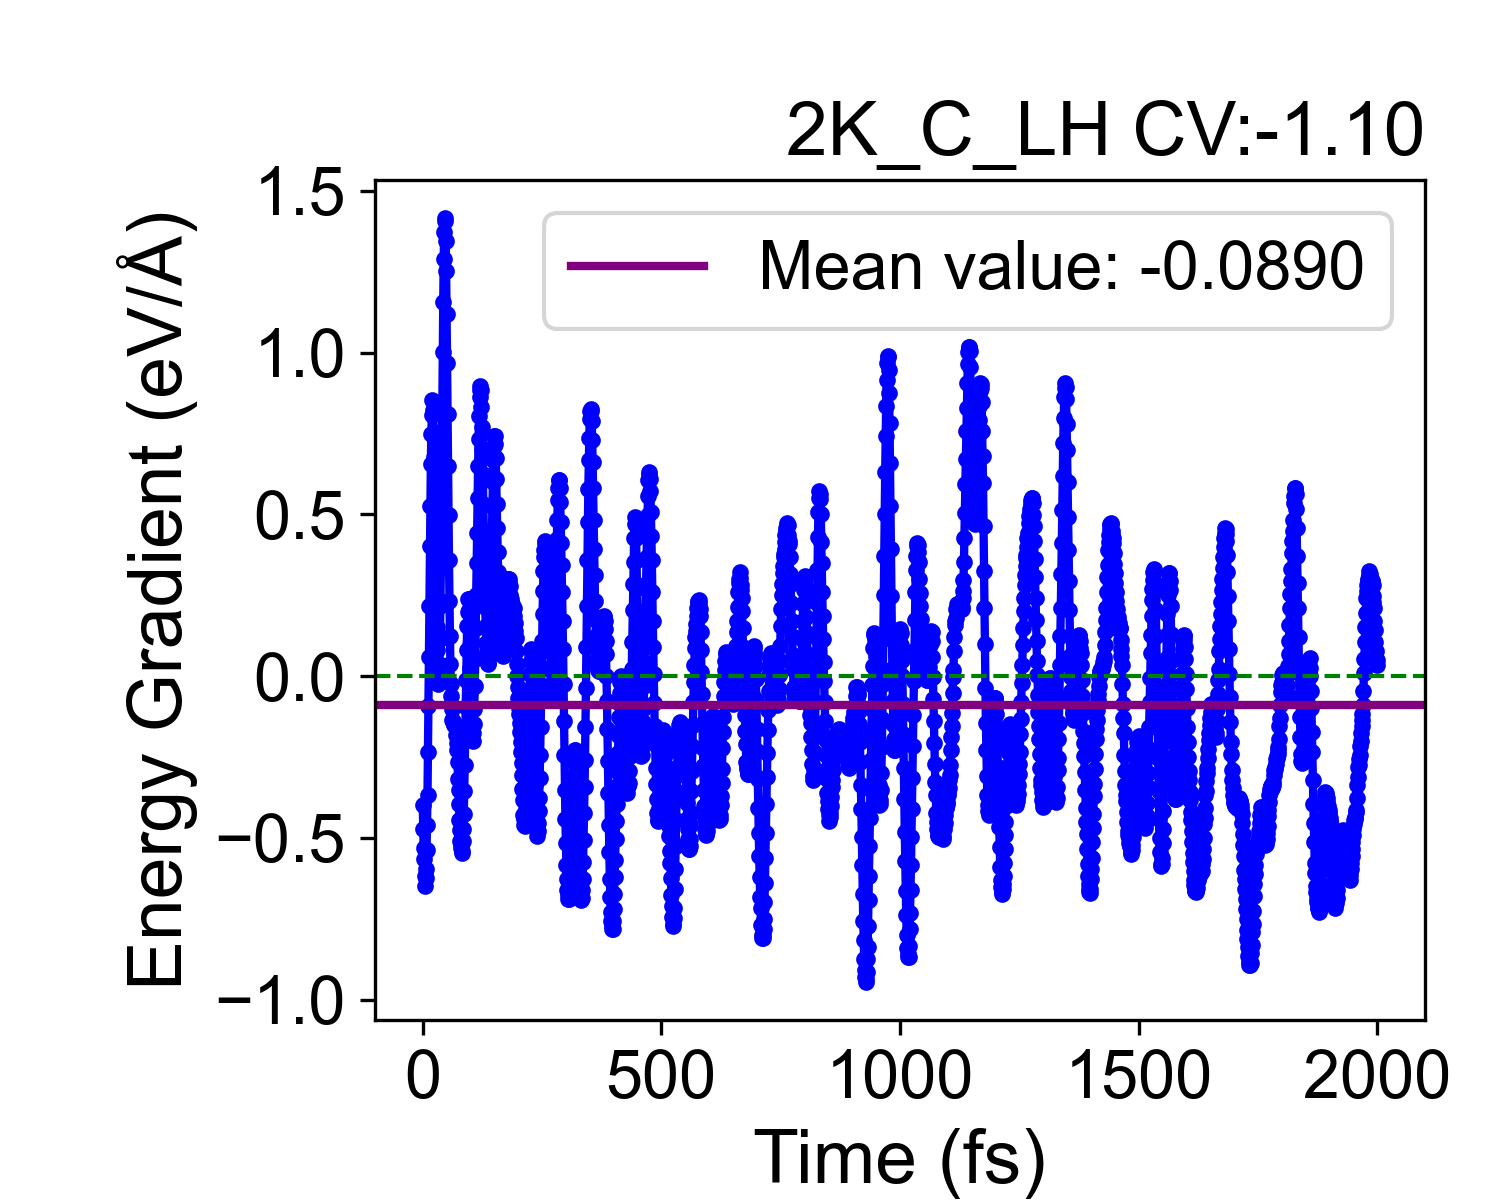 2K_C_LH CV:-1.10
Mean value: -0.0890
Energy Gradient (eV/Å)
1.5
1.0
0.5
0.0
−0.5
−1.0
0 500 1000 1500 2000
Time (fs)